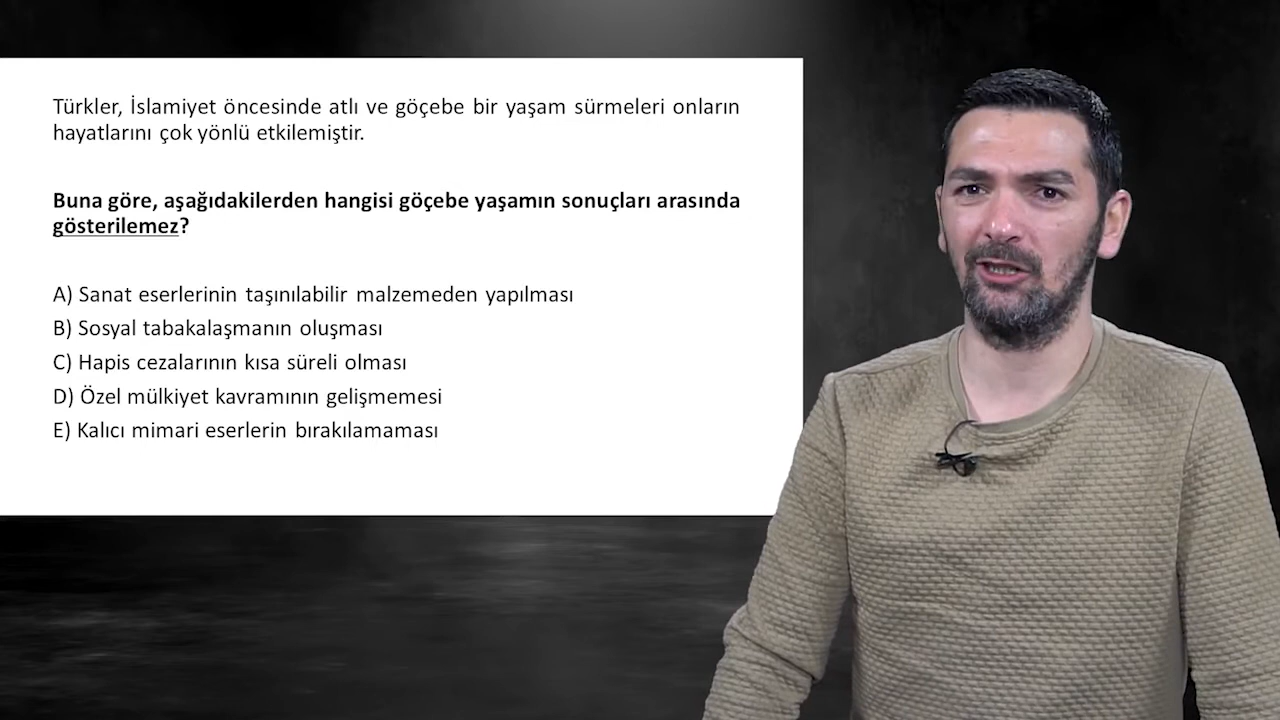 Türkler, İslamiyet öncesinde atlı ve göçebe bir yaşam sürmeleri onların
hayatlarını çok yönlü etkilemiştir.
Buna göre, aşağıdakilerden hangisi göçebe yaşamın sonuçları arasında
gösterilemez?
A) Sanat eserlerinin taşınılabilir malzemeden yapılması
B) Sosyal tabakalaşmanın oluşması
C) Hapis cezalarının kısa süreli olması
D) Özel mülkiyet kavramının gelişmemesi
E) Kalıcı mimari eserlerin bırakılamaması